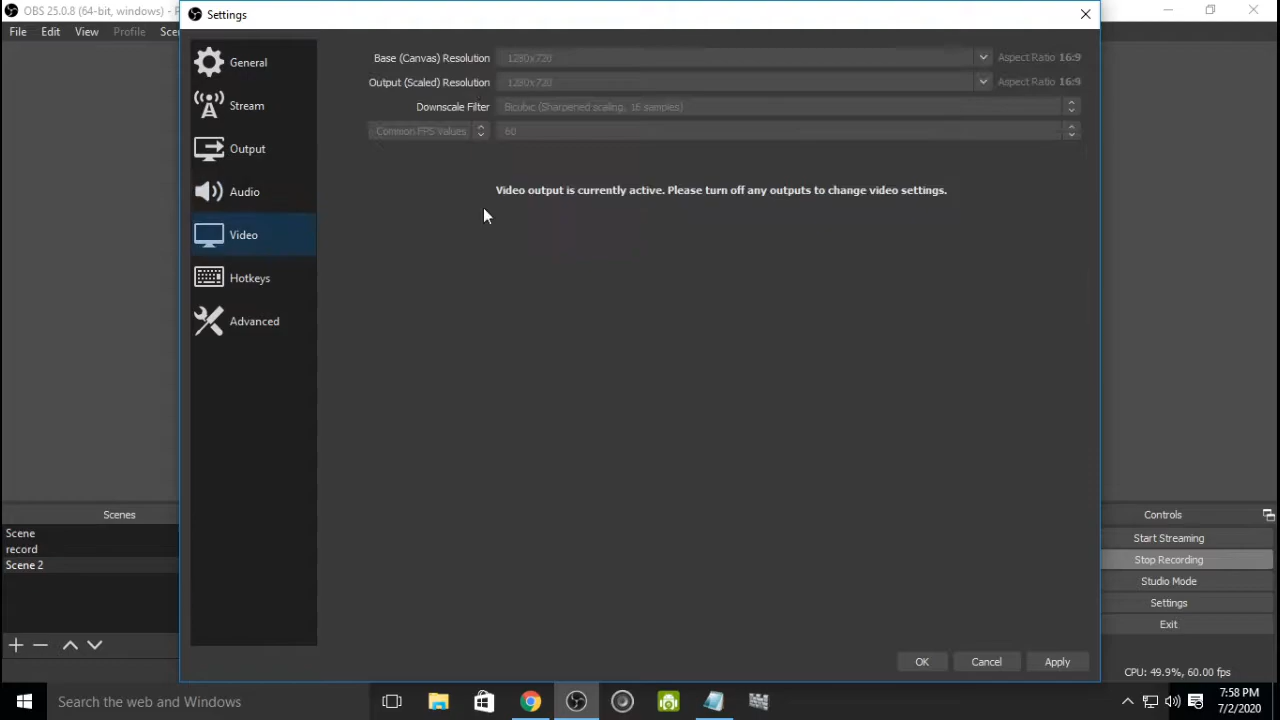 OBS 25.0.8 (64-bit, windows) - P
File Edit View Profile Sce
Settings
General
Stream
Output
Audio
Video
Hotkeys
Advanced
Base (Canvas) Resolution 1280x720 Aspect Ratio 16:9
Output (Scaled) Resolution 1280x720 Aspect Ratio 16:9
Downscale Filter Bicubic (Sharpened scaling, 16 samples)
Common FPS Values 60
Video output is currently active. Please turn off any outputs to change video settings.
OK Cancel Apply
Scenes
Scene
record
Scene 2
Controls
Start Streaming
Stop Recording
Studio Mode
Settings
Exit
CPU: 49.9%, 60.00 fps
Search the web and Windows
7:58 PM
7/2/2020